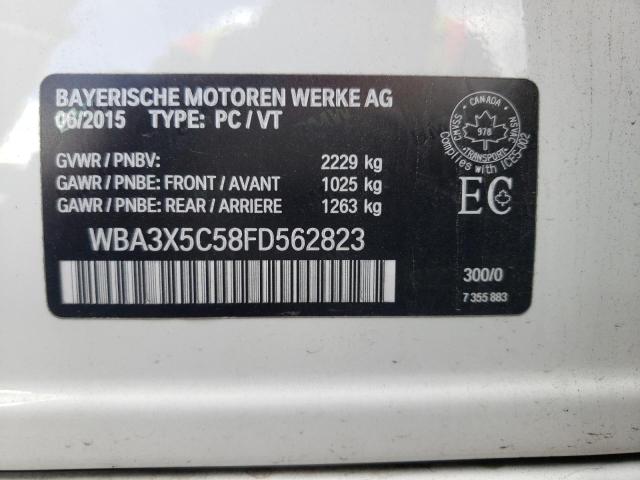 BAYERISCHE MOTOREN WERKE AG
06/2015 TYPE: PC / VT
GVWR / PNBV: 2229 kg
GAWR / PNBE: FRONT / AVANT 1025 kg
GAWR / PNBE: REAR / ARRIERE 1263 kg
WBA3X5C58FD562823
CANADA
CMVSS
NSVAC
978
TRANSPORT
Complies with ICES-002
EC
300/0
7 355 883